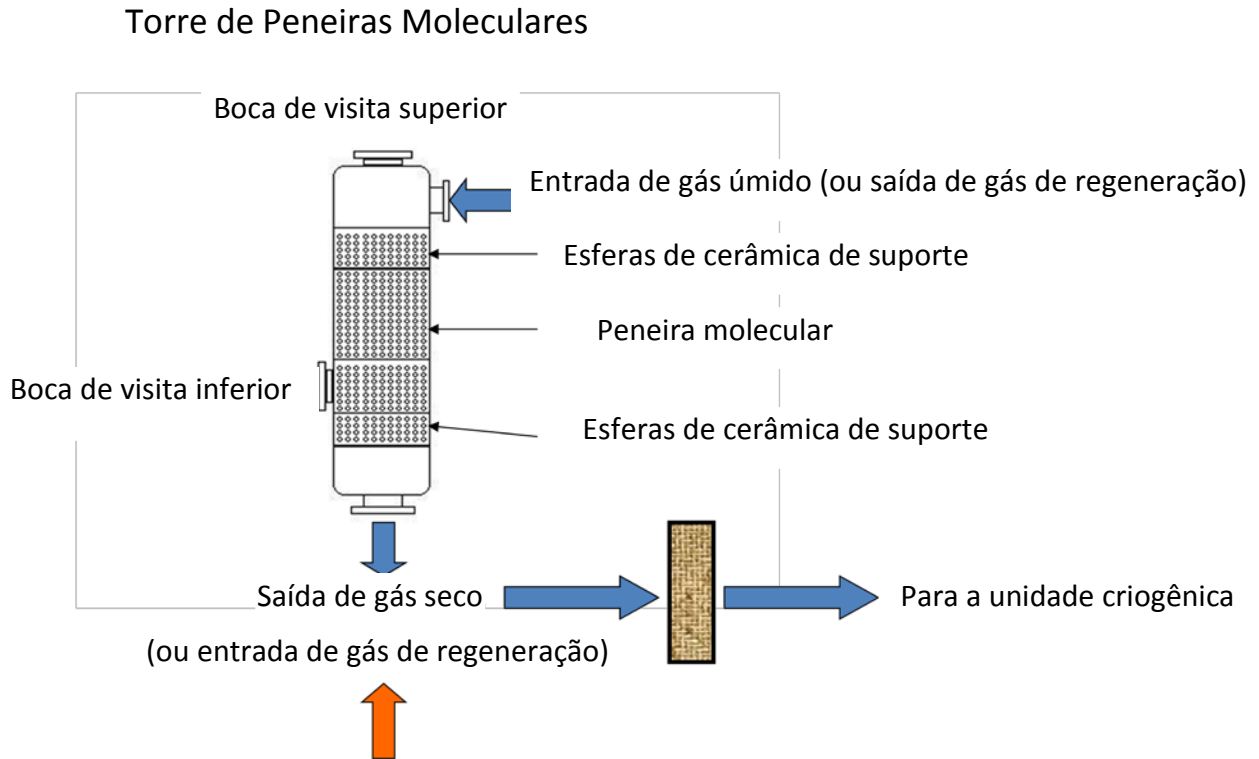 Torre de Peneiras Moleculares
Boca de visita superior
Entrada de gás úmido (ou saída de gás de regeneração)
Esferas de cerâmica de suporte
Peneira molecular
Boca de visita inferior
Esferas de cerâmica de suporte
Saída de gás seco
Para a unidade criogênica
(ou entrada de gás de regeneração)